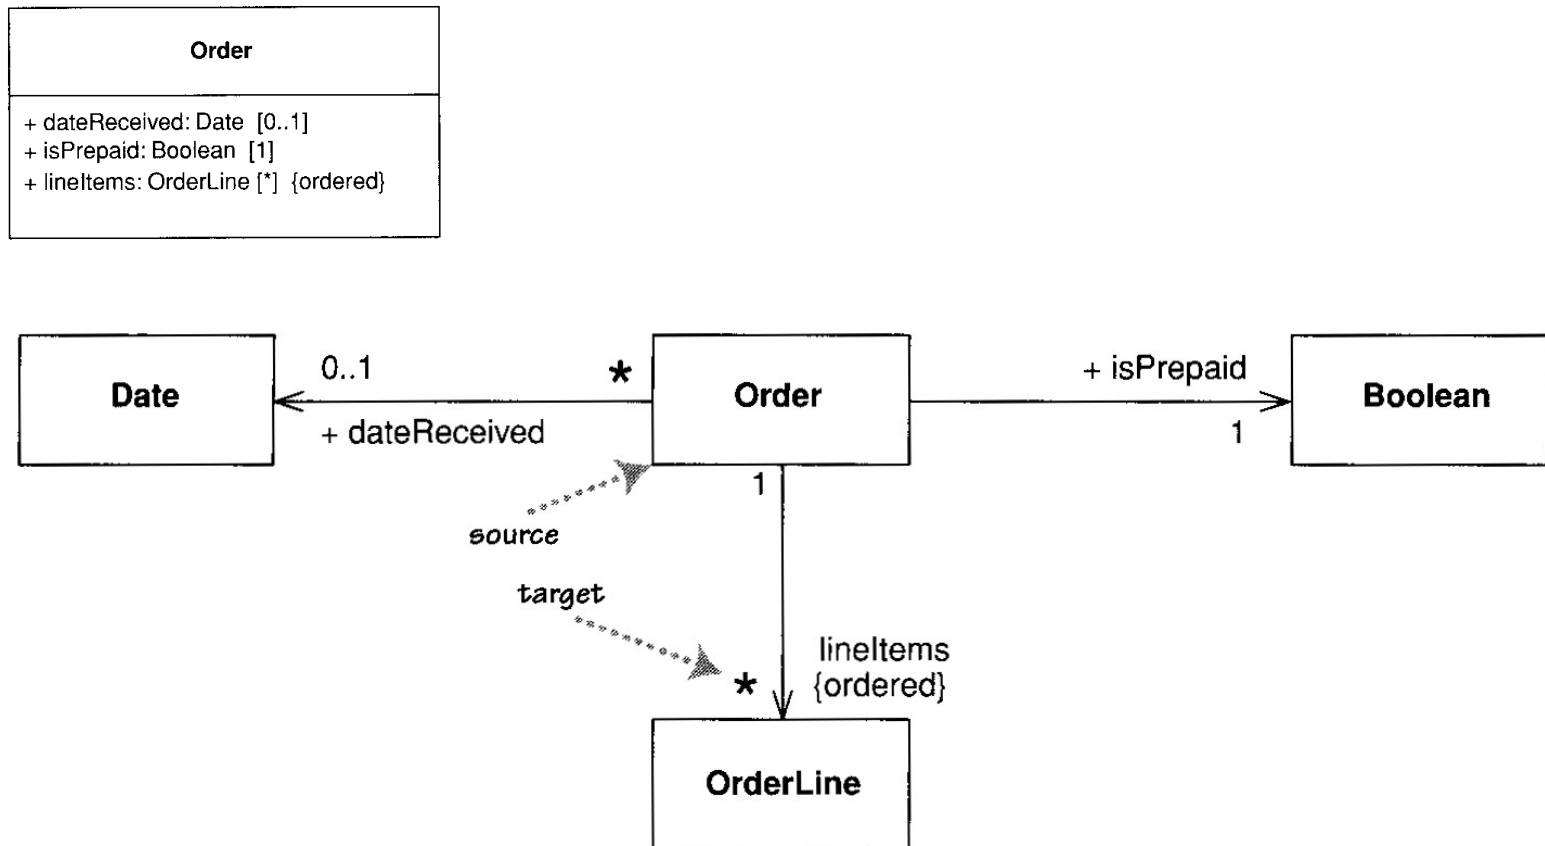 Order
+ dateReceived: Date [0..1]
+ isPrepaid: Boolean [1]
+ lineItems: OrderLine [*] {ordered}
Date
0..1
*
+ dateReceived
Order
+ isPrepaid
1
Boolean
1
source
target
*
lineItems
{ordered}
OrderLine